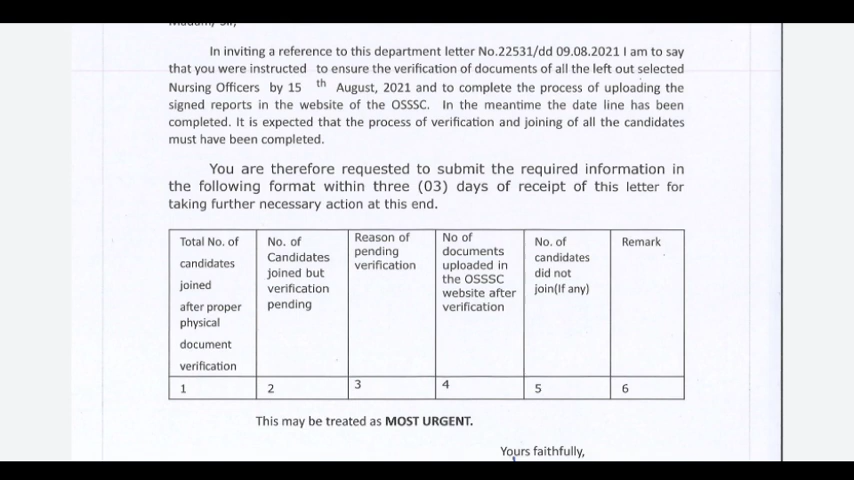 Madam/ Sir,
In inviting a reference to this department letter No.22531/dd 09.08.2021 I am to say
that you were instructed to ensure the verification of documents of all the left out selected
Nursing Officers by 15 th August, 2021 and to complete the process of uploading the
signed reports in the website of the OSSSC. In the meantime the date line has been
completed. It is expected that the process of verification and joining of all the candidates
must have been completed.
You are therefore requested to submit the required information in
the following format within three (03) days of receipt of this letter for
taking further necessary action at this end.
Total No. of
candidates
joined
after proper
physical
document
verification
No. of
Candidates
joined but
verification
pending
Reason of
pending
verification
No of
documents
uploaded in
the OSSSC
website after
verification
No. of
candidates
did not
join(If any)
Remark
1 2 3 4 5 6
This may be treated as MOST URGENT.
Yours faithfully,